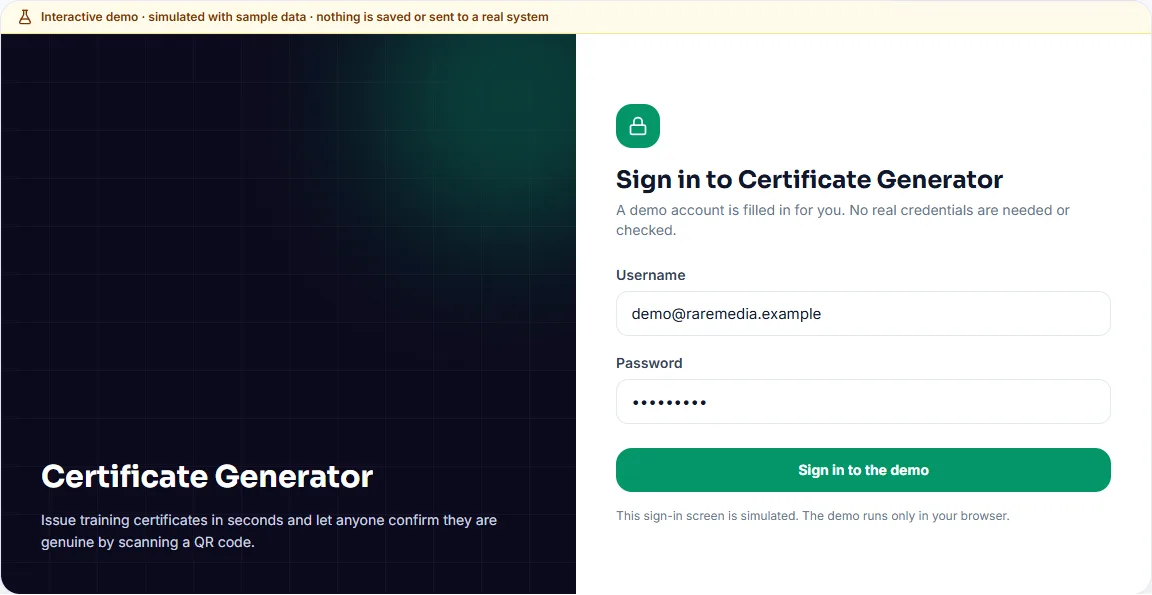 Interactive demo · simulated with sample data · nothing is saved or sent to a real system
Certificate Generator
Issue training certificates in seconds and let anyone confirm they are
genuine by scanning a QR code.
Sign in to Certificate Generator
A demo account is filled in for you. No real credentials are needed or
checked.
Username
demo@raremedia.example
Password
•••••••••
Sign in to the demo
This sign-in screen is simulated. The demo runs only in your browser.